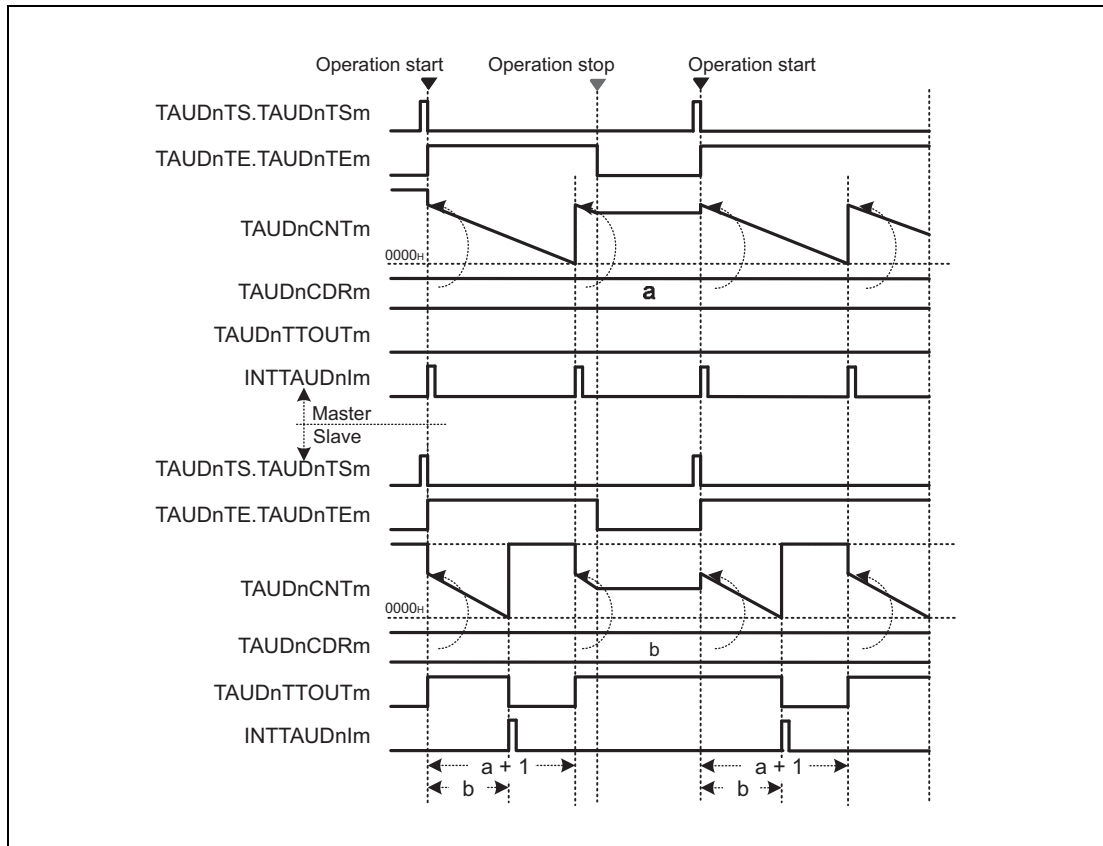 Operation start Operation stop Operation start
TAUDnTS.TAUDnTSm
TAUDnTE.TAUDnTEm
TAUDnCNTm
0000H
TAUDnCDRm a
TAUDnTTOUTm
INTTAUDnIm
Master
Slave
TAUDnTS.TAUDnTSm
TAUDnTE.TAUDnTEm
TAUDnCNTm
0000H
TAUDnCDRm b
TAUDnTTOUTm
INTTAUDnIm
a + 1 a + 1
b b